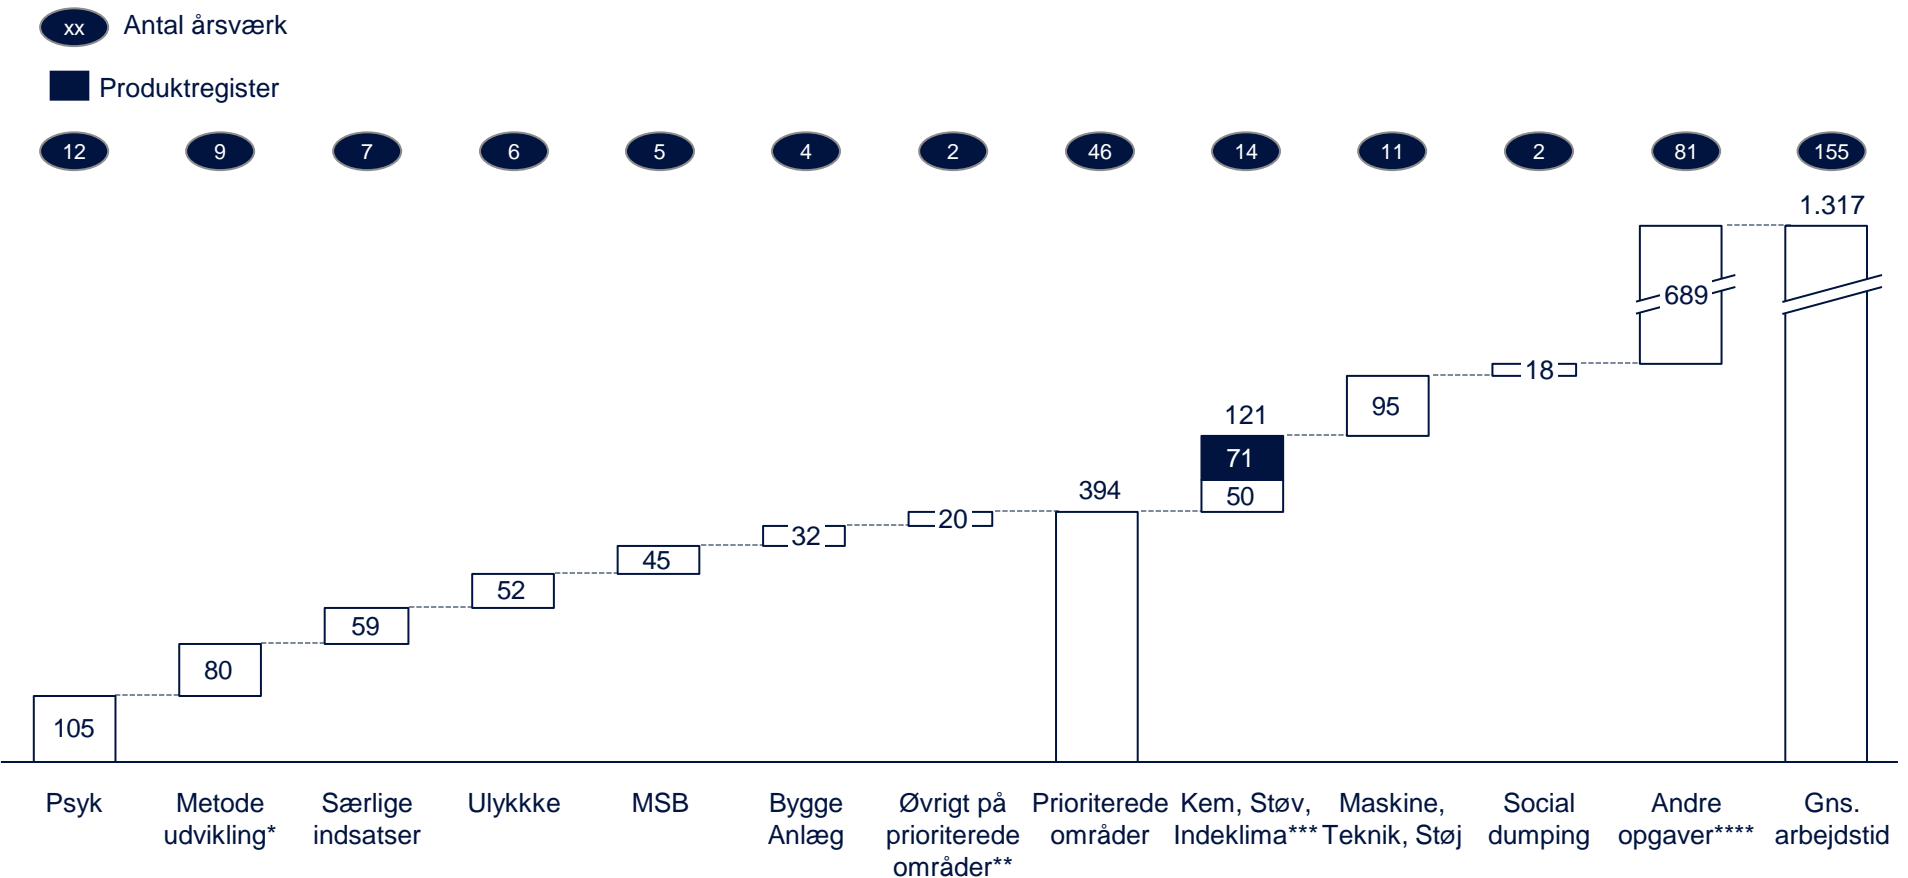 xx Antal årsværk
Produktregister
12 9 7 6 5 4 2 46 14 11 2 81 155
1.317
689
18
95
121
71
50
394
20
32
45
52
59
80
105
Psyk
Metode
udvikling*
Særlige
indsatser
Ulykkke
MSB
Bygge
Anlæg
Øvrigt på
prioriterede
områder**
Prioriterede
områder
Kem, Støv,
Indeklima***
Maskine,
Teknik, Støj
Social
dumping
Andre
opgaver****
Gns.
arbejdstid